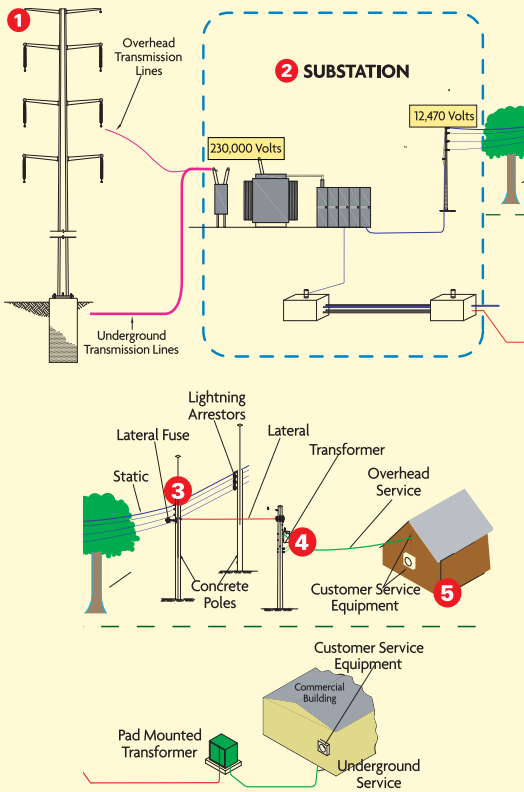 1
Overhead
Transmission
Lines
2 SUBSTATION
12,470 Volts
230,000 Volts
Underground
Transmission Lines
Lightning
Arrestors
Lateral Fuse
Lateral
Transformer
Static
3
Overhead
Service
4
Concrete
Poles
Customer Service
Equipment
5
Customer Service
Equipment
Commercial
Building
Pad Mounted
Transformer
Underground
Service